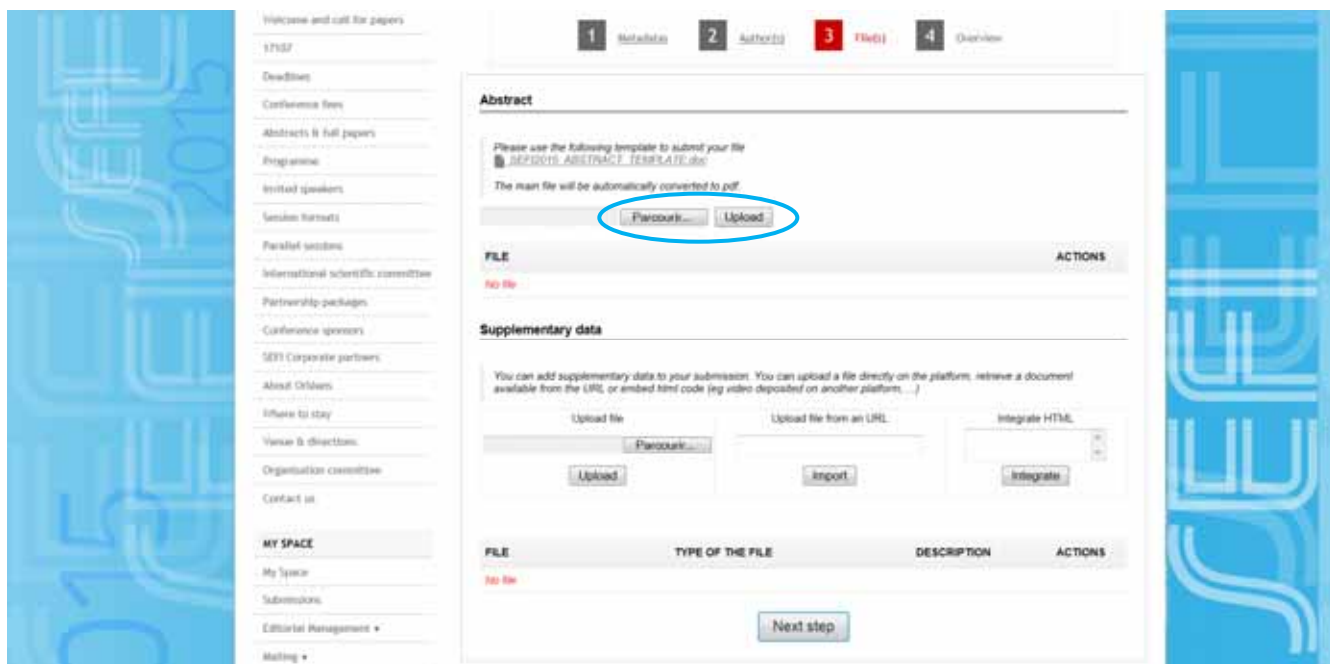 Welcome and call for papers
17107
Deadlines
Conference fees
Abstracts & full papers
Programme
Invited speakers
Session formats
Parallel sessions
International scientific committee
Partnership packages
Conference sponsors
SEFI Corporate partners
About Orléans
Where to stay
Venue & directions
Organisation committee
Contact us
MY SPACE
My Space
Submissions
Editorial Management
Mailing
1 Metadatas 2 Author(s) 3 File(s) 4 Overview
Abstract
Please use the following template to submit your file
SEFI2015_ABSTRACT_TEMPLATE.doc
The main file will be automatically converted to pdf.
Parcourir... Upload
FILE ACTIONS
No file
Supplementary data
You can add supplementary data to your submission. You can upload a file directly on the platform, retrieve a document
available from the URL or embed html code (eg video deposited on another platform, ...)
Upload file Upload file from an URL Integrate HTML
Parcourir...
Upload Import Integrate
FILE TYPE OF THE FILE DESCRIPTION ACTIONS
No file
Next step
2015
015